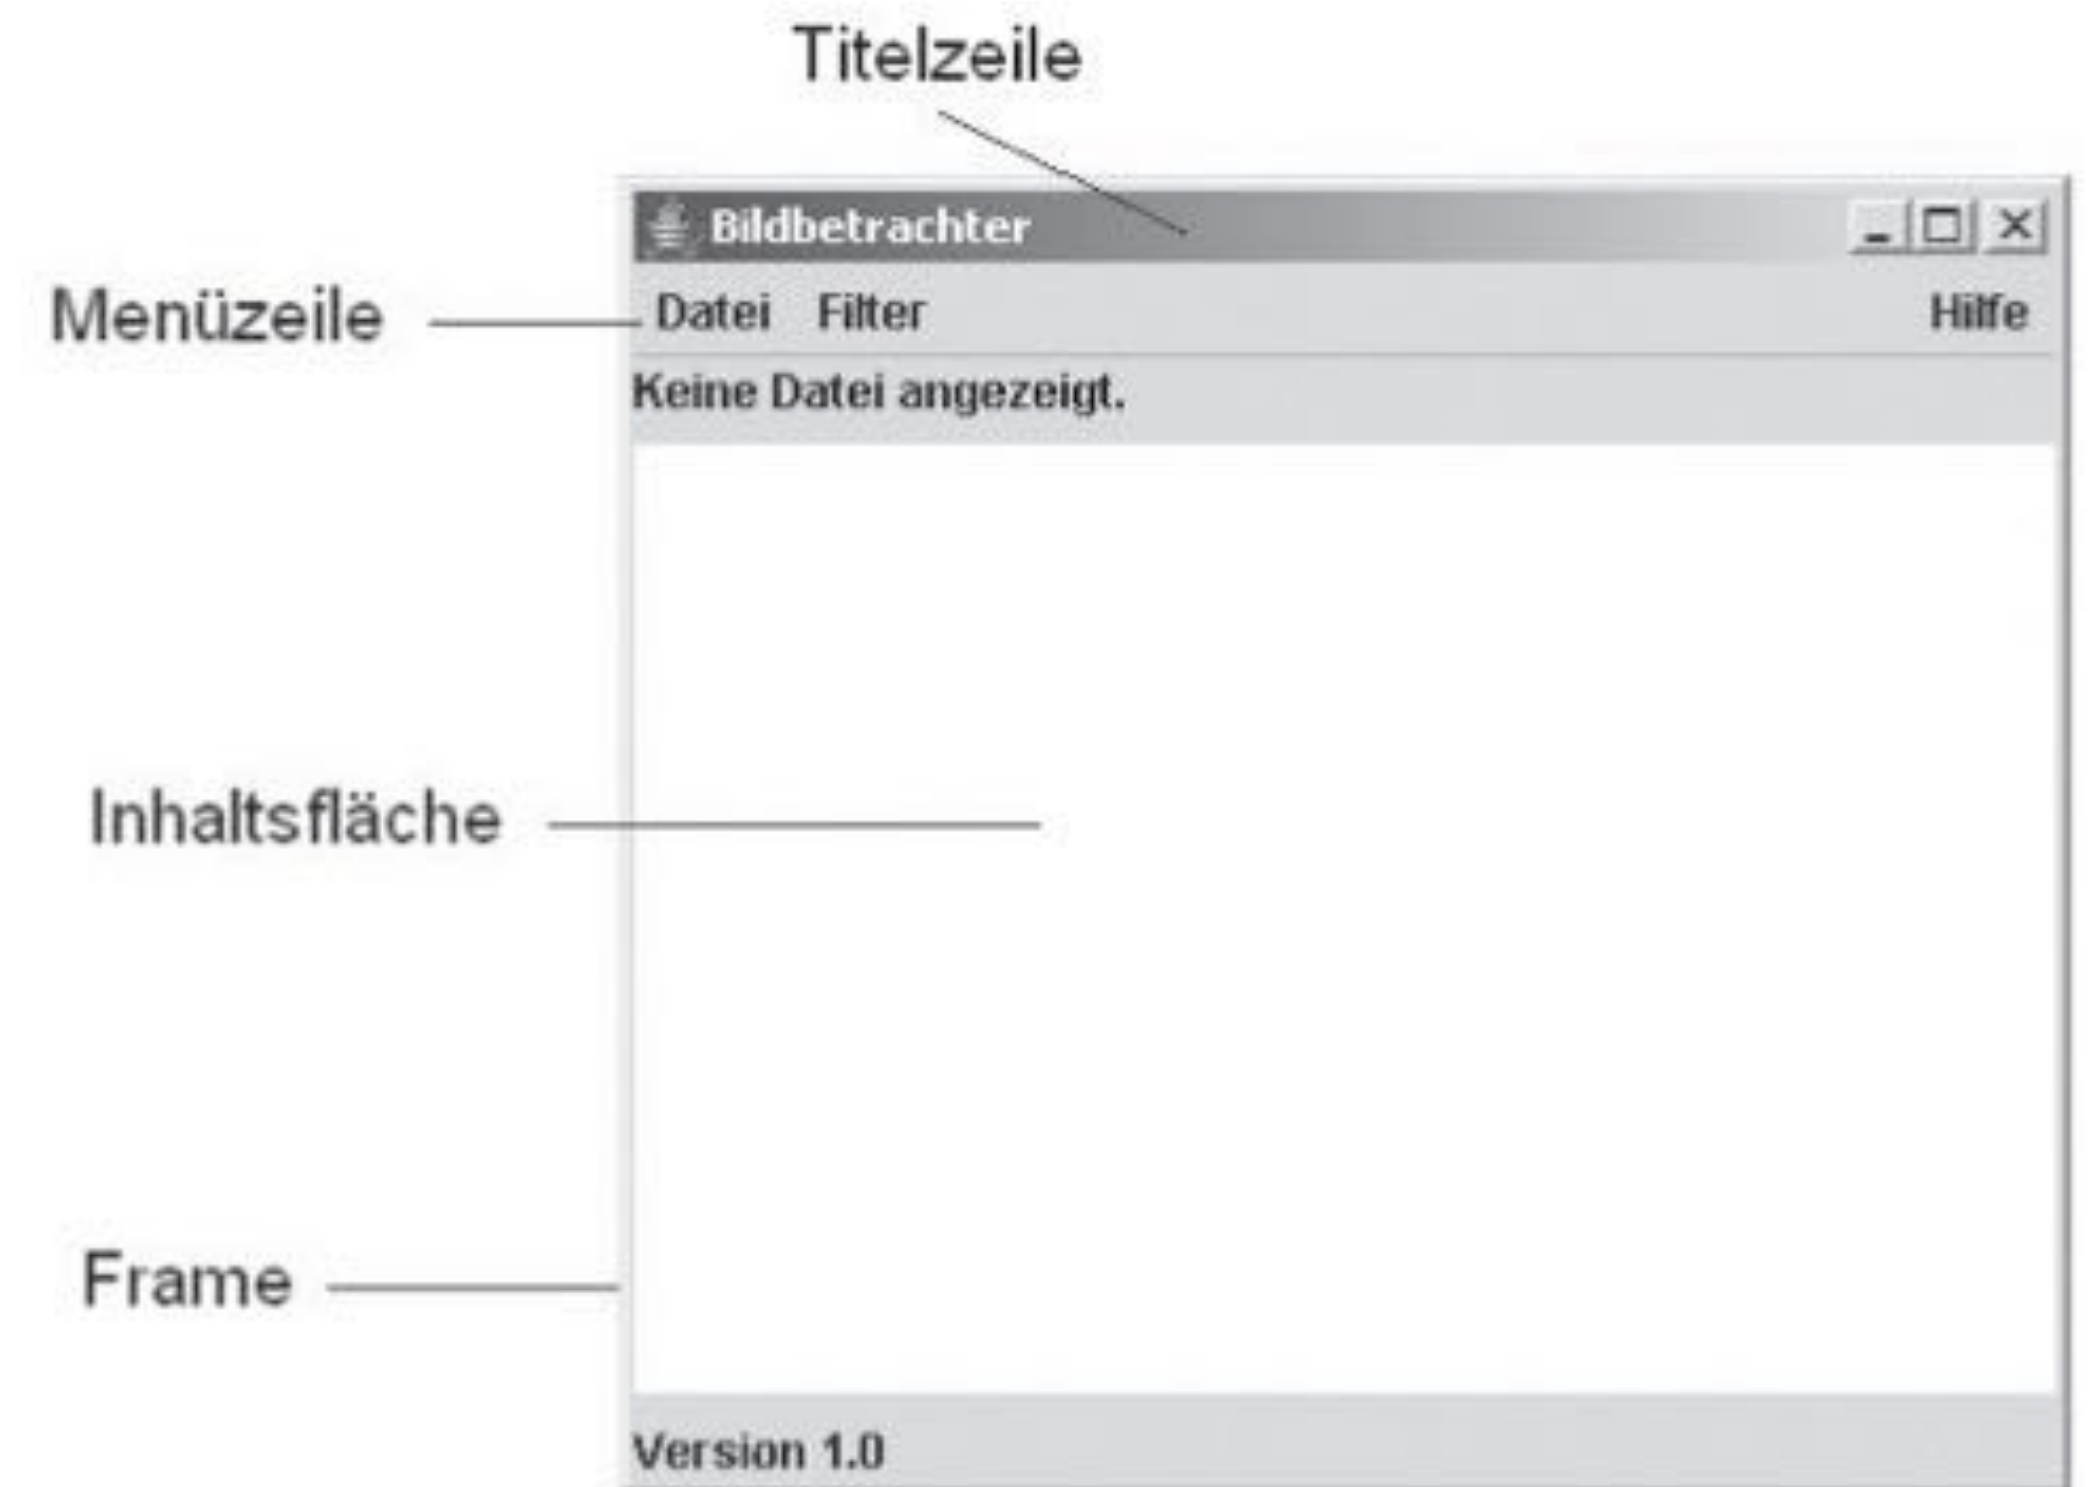 Titelzeile
Bildbetrachter
Menüzeile
Datei Filter Hilfe
Keine Datei angezeigt.
Inhaltsfläche
Frame
Version 1.0